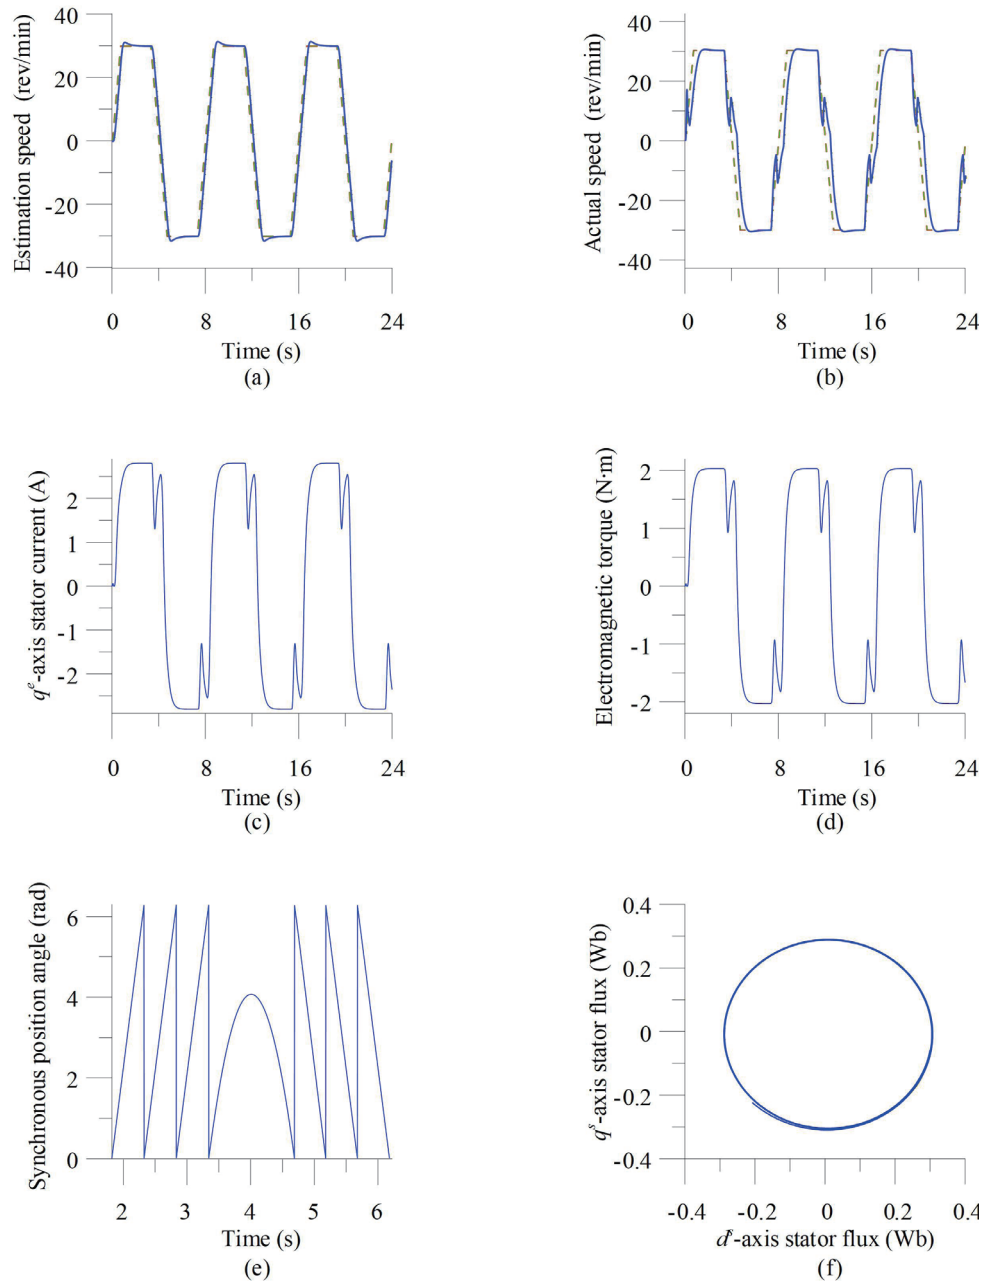 40
20
0
-20
-40
Estimation speed (rev/min)
0 8 16 24
Time (s)
(a)
40
20
0
-20
-40
Actual speed (rev/min)
0 8 16 24
Time (s)
(b)
2
1
0
-1
-2
qᵉ-axis stator current (A)
0 8 16 24
Time (s)
(c)
2
1
0
-1
-2
Electromagnetic torque (N·m)
0 8 16 24
Time (s)
(d)
6
4
2
0
Synchronous position angle (rad)
2 3 4 5 6
Time (s)
(e)
0.4
0.2
0
-0.2
-0.4
qˢ-axis stator flux (Wb)
-0.4 -0.2 0 0.2 0.4
dˢ-axis stator flux (Wb)
(f)